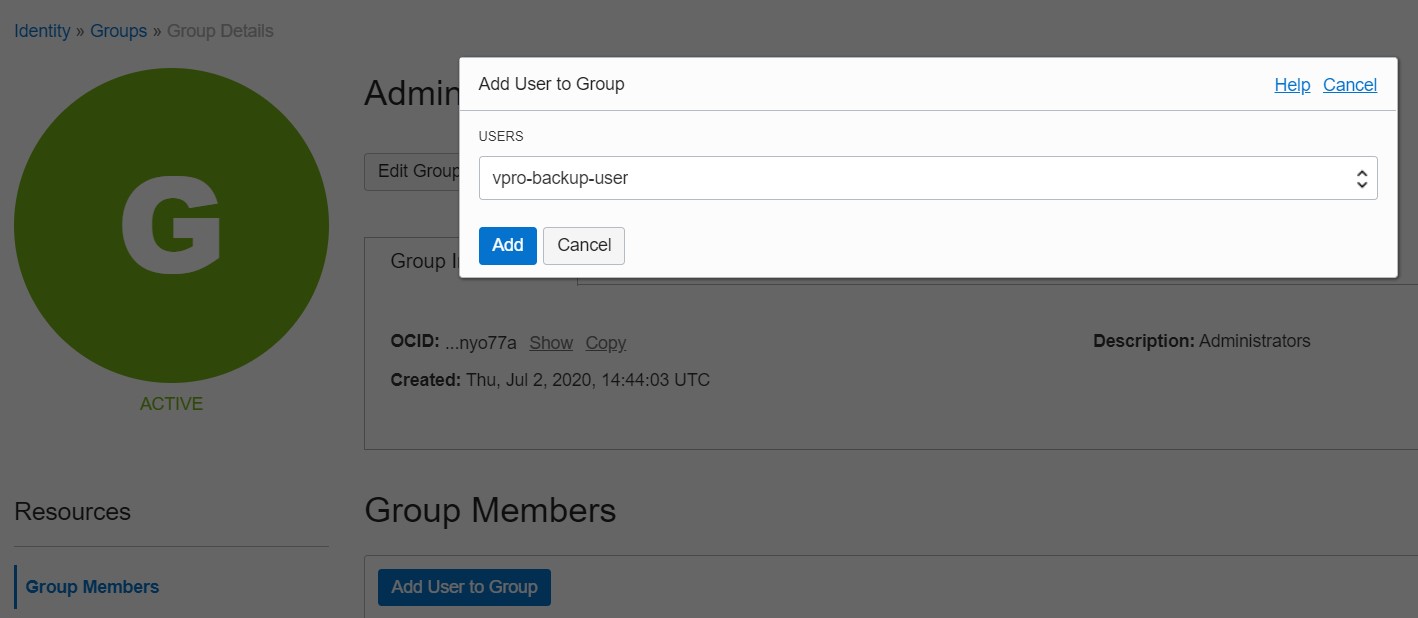 Identity » Groups » Group Details
G
ACTIVE
Admin
Edit Group
Add User to Group
Help Cancel
USERS
vpro-backup-user
Add Cancel
Group I
OCID: ...nyo77a Show Copy
Description: Administrators
Created: Thu, Jul 2, 2020, 14:44:03 UTC
Resources
Group Members
Group Members
Add User to Group